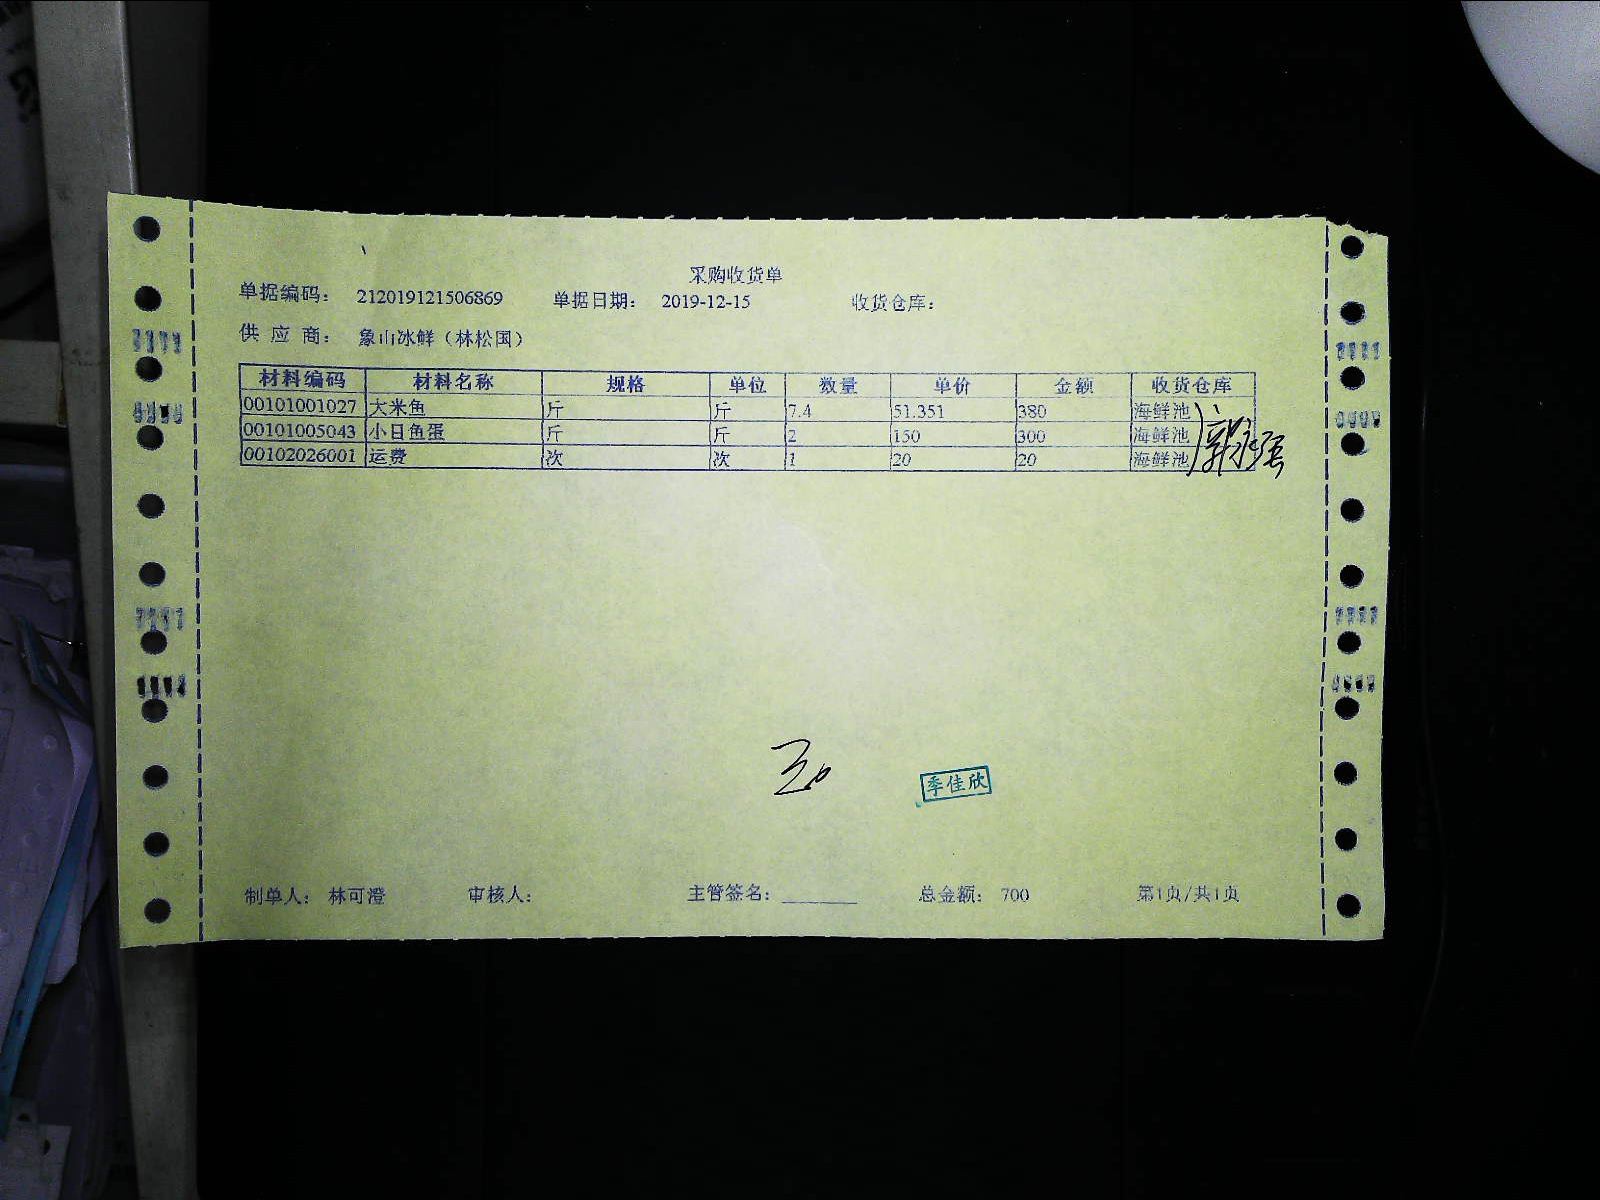 采购收货单
单据编码: 212019121506869 单据日期: 2019-12-15 收货仓库:
供 应 商: 象山冰鲜（林松国）
材料编码 材料名称 规格 单位 数量 单价 金额 收货仓库
00101001027 大米鱼 斤 斤 7.4 51.351 380 海鲜池
00101005043 小日鱼蛋 斤 斤 2 150 300 海鲜池
00102026001 运费 次 次 1 20 20 海鲜池
季佳欣
制单人: 林可澄 审核人: 主管签名: 总金额: 700 第1页/共1页